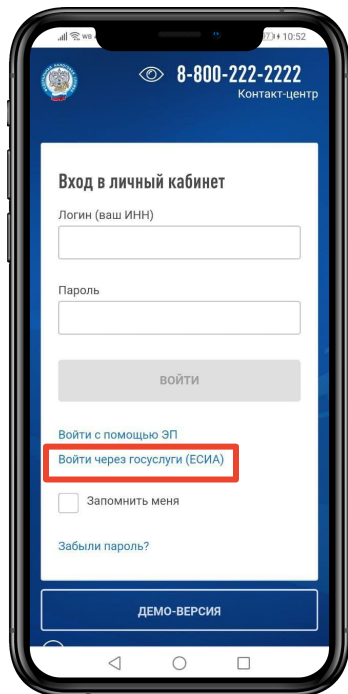 10:52
8-800-222-2222
Контакт-центр
Вход в личный кабинет
Логин (ваш ИНН)
Пароль
ВОЙТИ
Войти с помощью ЭП
Войти через госуслуги (ЕСИА)
Запомнить меня
Забыли пароль?
ДЕМО-ВЕРСИЯ